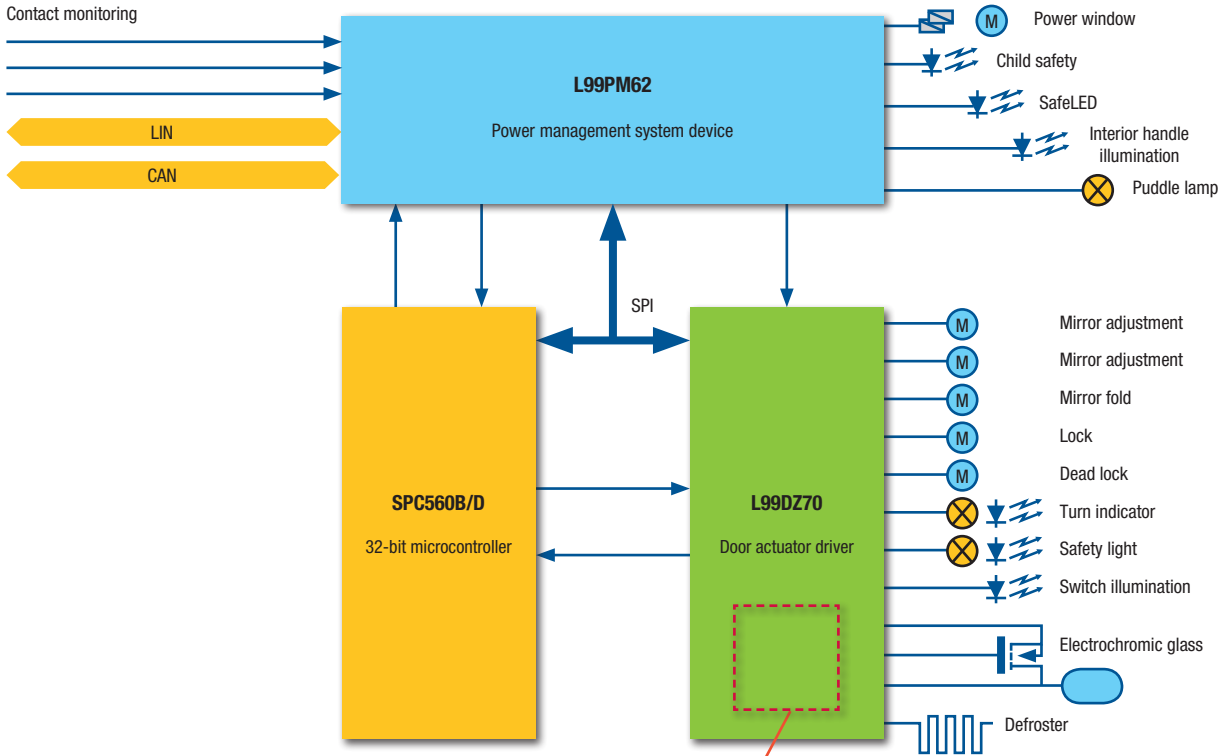 Contact monitoring
LIN
CAN
L99PM62
Power management system device
M
Power window
Child safety
SafeLED
Interior handle
illumination
Puddle lamp
SPI
SPC560B/D
32-bit microcontroller
L99DZ70
Door actuator driver
M
Mirror adjustment
M
Mirror adjustment
M
Mirror fold
M
Lock
M
Dead lock
Turn indicator
Safety light
Switch illumination
Electrochromic glass
Defroster